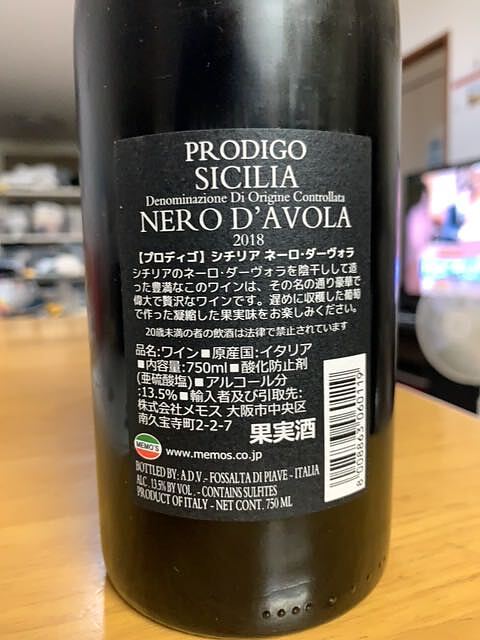 PRODIGO
SICILIA
Denominazione Di Origine Controllata
NERO D'AVOLA
2018
【プロディゴ】シチリア ネーロ・ダーヴォラ
シチリアのネーロ・ダーヴォラを陰干しして造
った豊満なこのワインは、その名の通り豪華で
偉大で贅沢なワインです。遅めに収穫した葡萄
で作った凝縮した果実味をお楽しみください。
20歳未満の者の飲酒は法律で禁止されています
品名:ワイン■原産国:イタリア
■内容量:750ml■酸化防止剤
(亜硫酸塩)■アルコール分
:13.5%■輸入者及び引取先:
株式会社メモス 大阪市中央区
南久宝寺町2-2-7
果実酒
MEMO'S
www.memos.co.jp
BOTTLED BY: A.D.V. - FOSSALTA DI PIAVE - ITALIA
ALC. 13.5% BY VOL. - CONTAINS SULFITES
PRODUCT OF ITALY - NET CONT. 750 ML
8 008863 060719